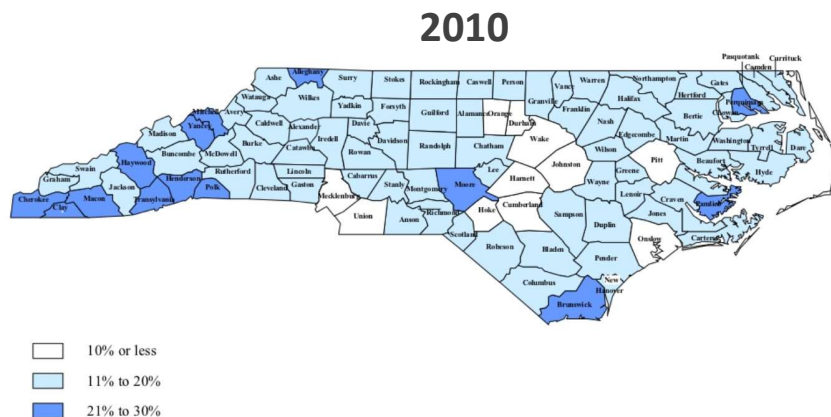 2010
Pasquotank
Currituck
Camden
Alleghany
Ashe
Surry
Stokes
Rockingham
Caswell
Person
Vance
Warren
Northampton
Gates
Hertford
Perquimans
Chowan
Watauga
Wilkes
Yadkin
Forsyth
Guilford
Alamance
Orange
Durham
Granville
Franklin
Halifax
Bertie
Mitchell
Avery
Yancey
Caldwell
Alexander
Davie
Iredell
Davidson
Randolph
Chatham
Wake
Nash
Edgecombe
Martin
Washington
Tyrrel
Dare
Madison
Buncombe
McDowell
Burke
Catawba
Rowan
Wilson
Pitt
Beaufort
Hyde
Haywood
Swain
Graham
Jackson
Henderson
Rutherford
Polk
Cleveland
Lincoln
Gaston
Cabarrus
Stanly
Montgomery
Moore
Lee
Harnett
Johnston
Wayne
Greene
Lenoir
Craven
Pamlico
Cherokee
Clay
Macon
Transylvania
Mecklenburg
Union
Anson
Richmond
Hoke
Cumberland
Sampson
Duplin
Jones
Carteret
Onslow
Scotland
Robeson
Bladen
Pender
Columbus
New
Hanover
Brunswick
10% or less
11% to 20%
21% to 30%